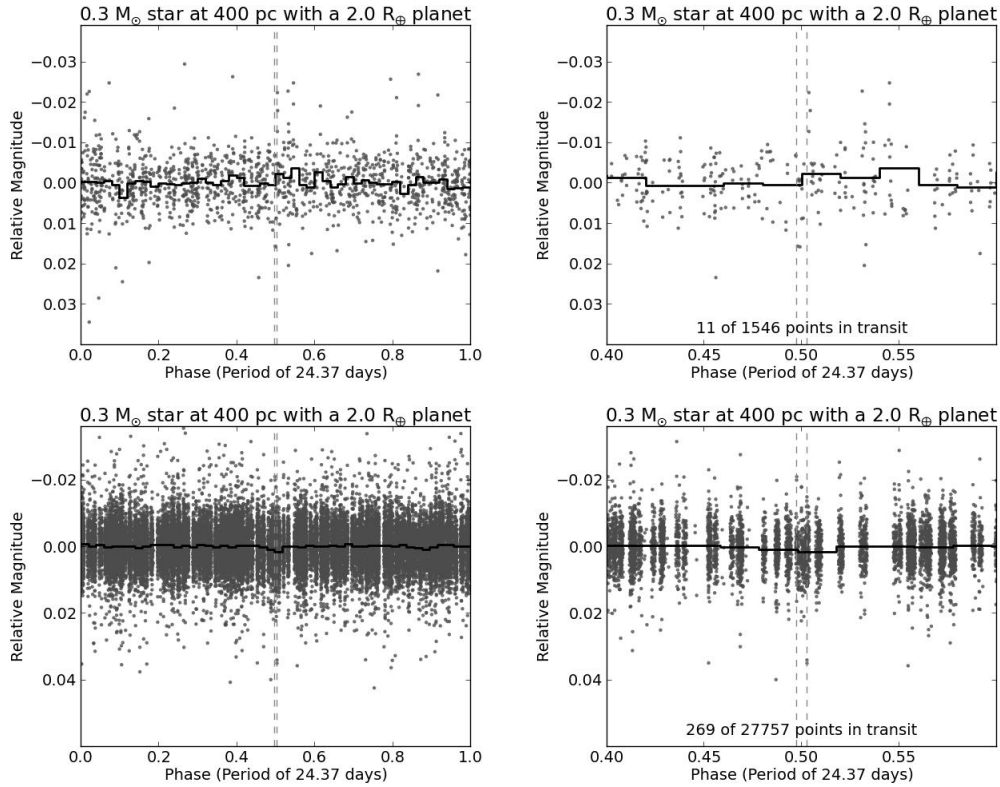 0.3 M☉ star at 400 pc with a 2.0 R⊕ planet
−0.03
−0.02
−0.01
0.00
0.01
0.02
0.03
Relative Magnitude
0.0 0.2 0.4 0.6 0.8 1.0
Phase (Period of 24.37 days)
0.3 M☉ star at 400 pc with a 2.0 R⊕ planet
−0.03
−0.02
−0.01
0.00
0.01
0.02
0.03
Relative Magnitude
11 of 1546 points in transit
0.40 0.45 0.50 0.55
Phase (Period of 24.37 days)
0.3 M☉ star at 400 pc with a 2.0 R⊕ planet
−0.02
0.00
0.02
0.04
Relative Magnitude
0.0 0.2 0.4 0.6 0.8 1.0
Phase (Period of 24.37 days)
0.3 M☉ star at 400 pc with a 2.0 R⊕ planet
−0.02
0.00
0.02
0.04
Relative Magnitude
269 of 27757 points in transit
0.40 0.45 0.50 0.55
Phase (Period of 24.37 days)